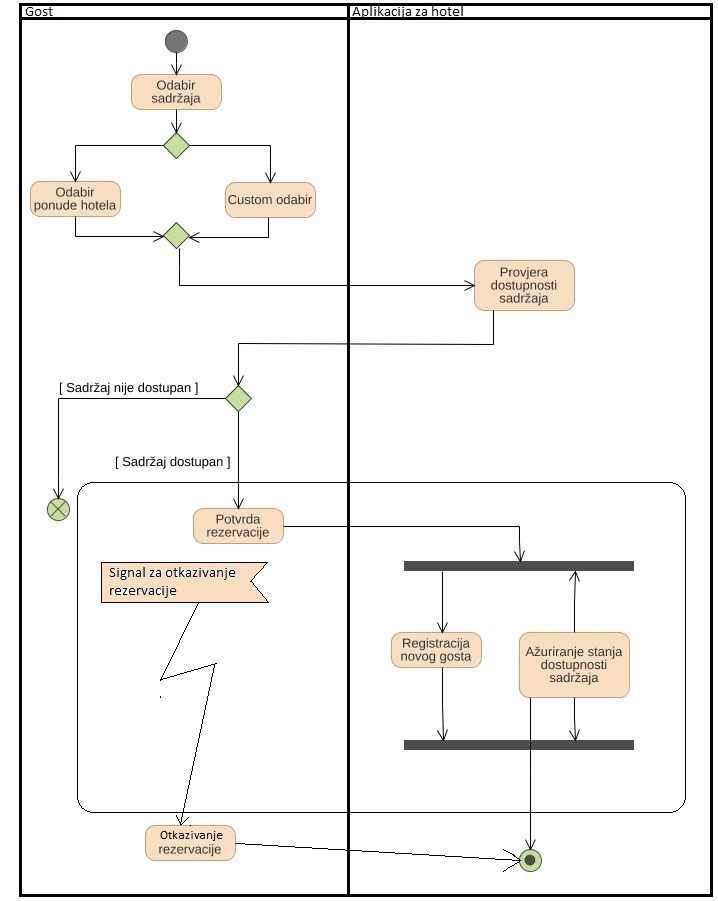 Gost
Aplikacija za hotel
Odabir
sadržaja
Odabir
ponude hotela
Custom odabir
Provjera
dostupnosti
sadržaja
[ Sadržaj nije dostupan ]
[ Sadržaj dostupan ]
Potvrda
rezervacije
Signal za otkazivanje
rezervacije
Registracija
novog gosta
Ažuriranje stanja
dostupnosti
sadržaja
Otkazivanje
rezervacije